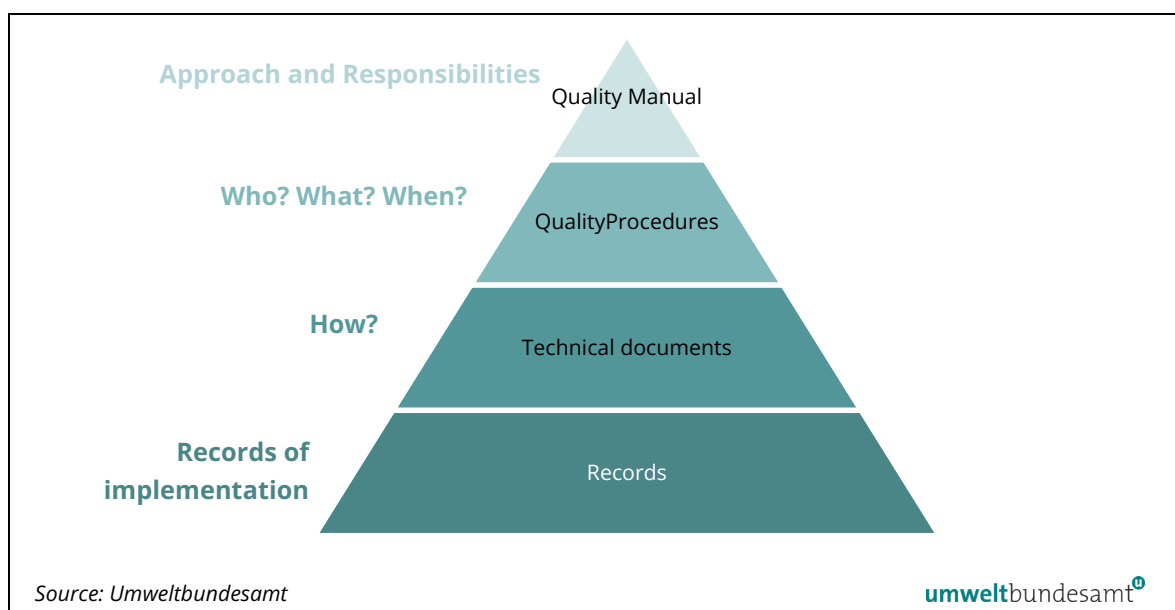 Approach and Responsibilities
Quality Manual
Who? What? When?
QualityProcedures
How?
Technical documents
Records of
implementation
Records
Source: Umweltbundesamt
umweltbundesamt
u